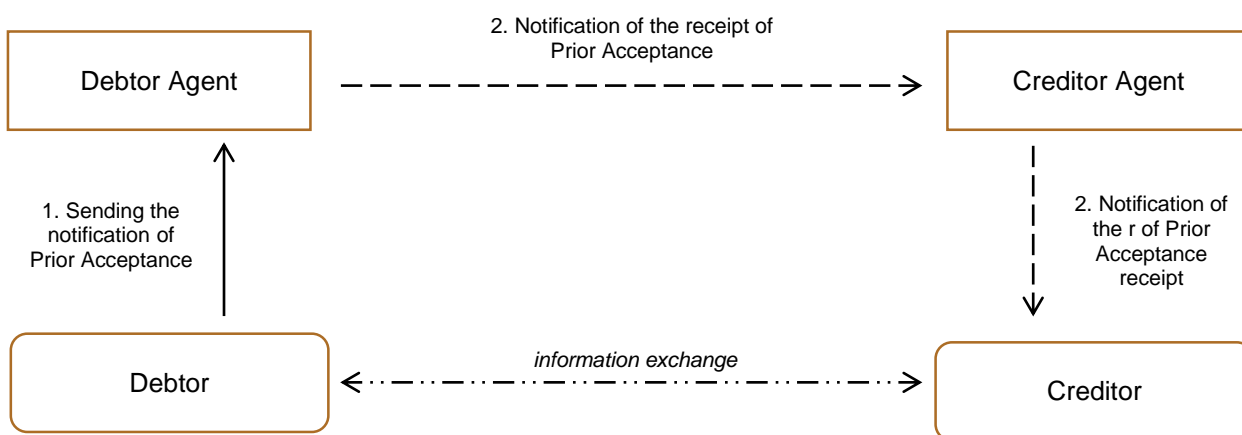 2. Notification of the receipt of
Prior Acceptance
Debtor Agent
Creditor Agent
1. Sending the
notification of
Prior Acceptance
2. Notification of
the r of Prior
Acceptance
receipt
information exchange
Debtor
Creditor